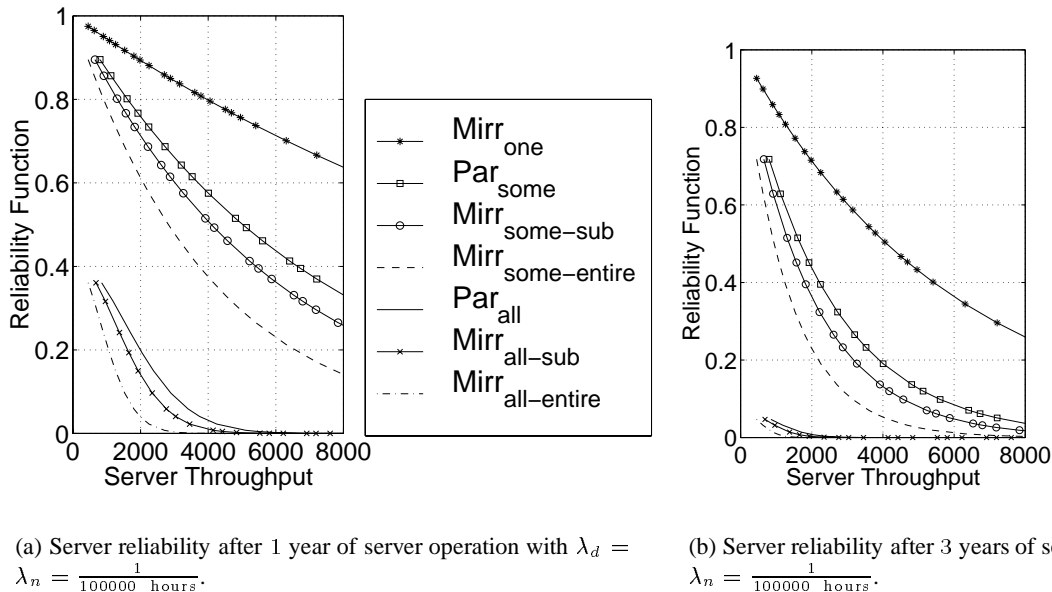 1
0.8
0.6
0.4
0.2
0
Reliability Function
0 2000 4000 6000 8000
Server Throughput
Mirr_one
Par_some
Mirr_some−sub
Mirr_some−entire
Par_all
Mirr_all−sub
Mirr_all−entire
1
0.8
0.6
0.4
0.2
0
Reliability Function
0 2000 4000 6000 8000
Server Throughput
(a) Server reliability after 1 year of server operation with λ_d =
λ_n = 1/100000 hours.
(b) Server reliability after 3 years of
λ_n = 1/100000 hours.